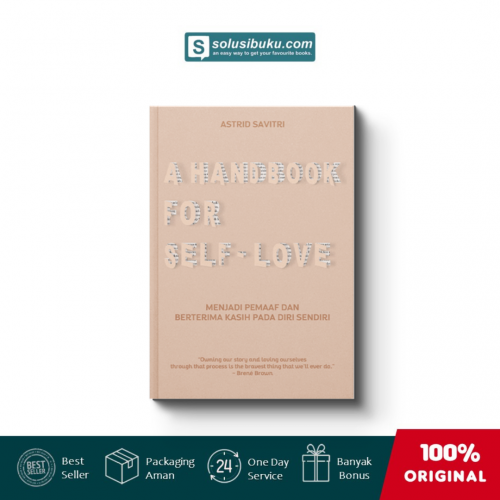 S solusibuku.com
an easy way to get your favourite books.
ASTRID SAVITRI
A HANDBOOK
FOR
SELF-LOVE
MENJADI PEMAAF DAN
BERTERIMA KASIH PADA DIRI SENDIRI
"Owning our story and loving ourselves
through that process is the bravest thing that we'll ever do."
- Brené Brown
BEST
SELLER
Best
Seller
Packaging
Aman
24
One Day
Service
Banyak
Bonus
100%
ORIGINAL